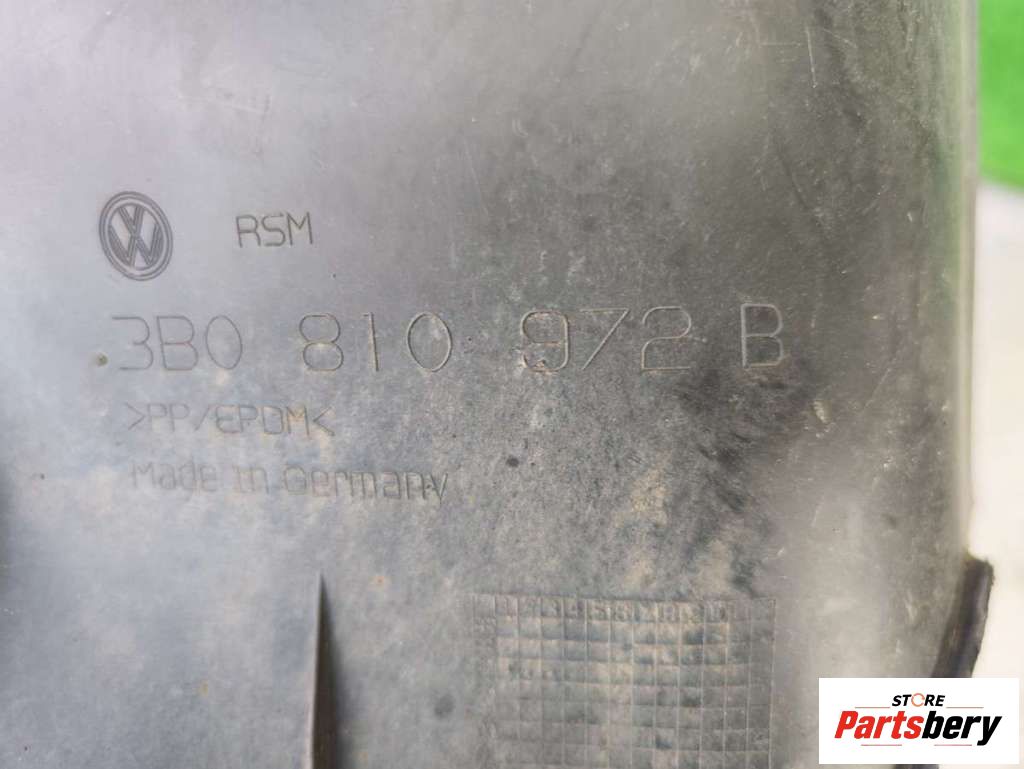 RSM
3B0 810 972 B
>PP/EPDM<
Made in Germany
STORE
Partsbery